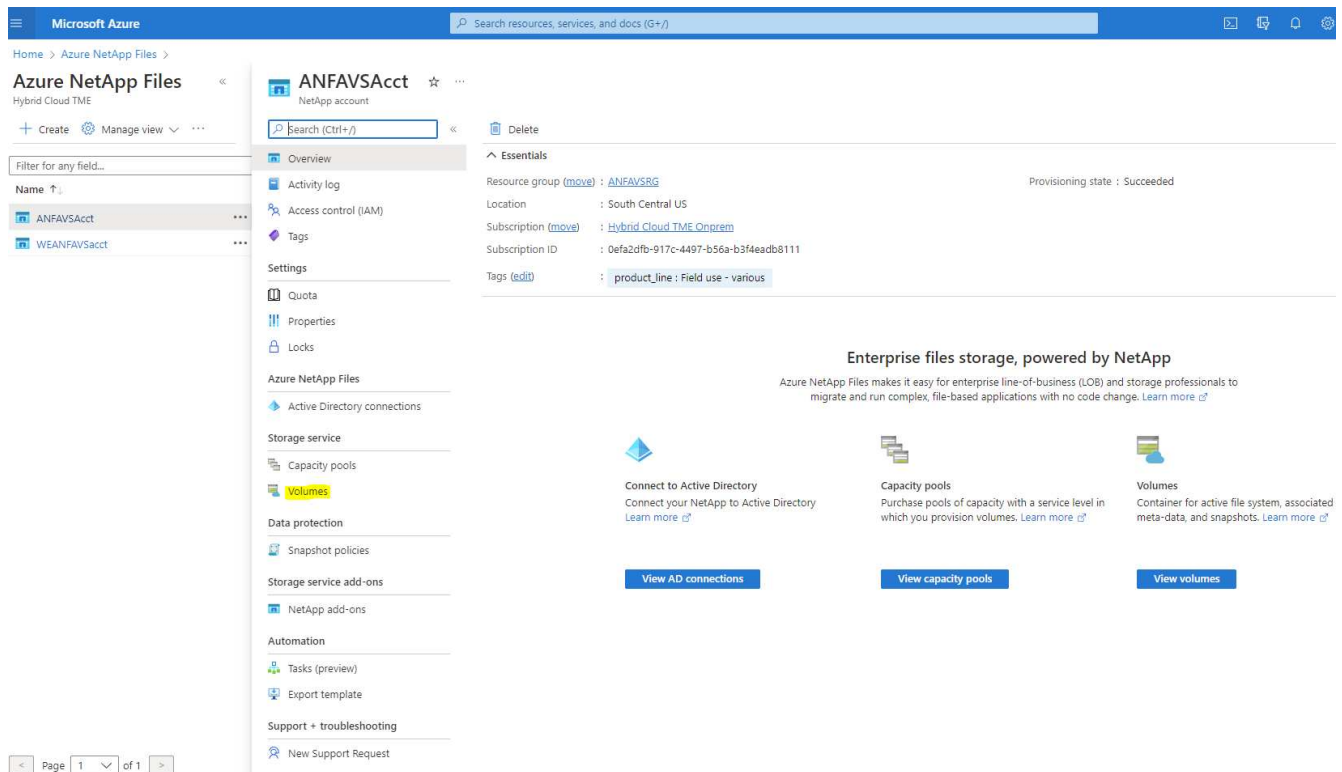 Microsoft Azure
Search resources, services, and docs (G+/)
Home > Azure NetApp Files >
Azure NetApp Files «
Hybrid Cloud TME
+ Create Manage view ...
Filter for any field...
Name ↑↓
ANFAVSAcct ...
WEANFAVSacct ...
< Page 1 of 1 >
ANFAVSAcct ☆ ...
NetApp account
Search (Ctrl+/) «
Overview
Activity log
Access control (IAM)
Tags
Settings
Quota
Properties
Locks
Azure NetApp Files
Active Directory connections
Storage service
Capacity pools
Volumes
Data protection
Snapshot policies
Storage service add-ons
NetApp add-ons
Automation
Tasks (preview)
Export template
Support + troubleshooting
New Support Request
Delete
Essentials
Resource group (move) : ANFAVSRG
Provisioning state : Succeeded
Location : South Central US
Subscription (move) : Hybrid Cloud TME Onprem
Subscription ID : 0efa2dfb-917c-4497-b56a-b3f4eadb8111
Tags (edit) : product_line : Field use - various
Enterprise files storage, powered by NetApp
Azure NetApp Files makes it easy for enterprise line-of-business (LOB) and storage professionals to
migrate and run complex, file-based applications with no code change. Learn more
Connect to Active Directory
Connect your NetApp to Active Directory
Learn more
View AD connections
Capacity pools
Purchase pools of capacity with a service level in
which you provision volumes. Learn more
View capacity pools
Volumes
Container for active file system, associated
meta-data, and snapshots. Learn more
View volumes